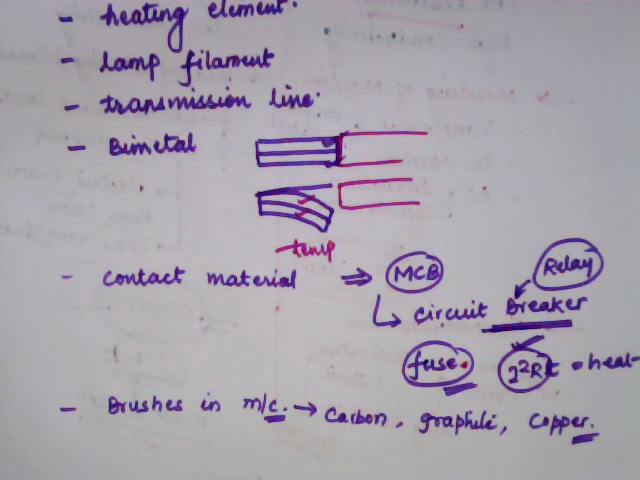 - heating element.
- lamp filament
- transmission line.
- Bimetal
temp
- contact material ⇒ MCB Relay
↳ circuit Breaker
fuse. I²Rt = heat
- Brushes in m/c. → Carbon, graphite, Copper.